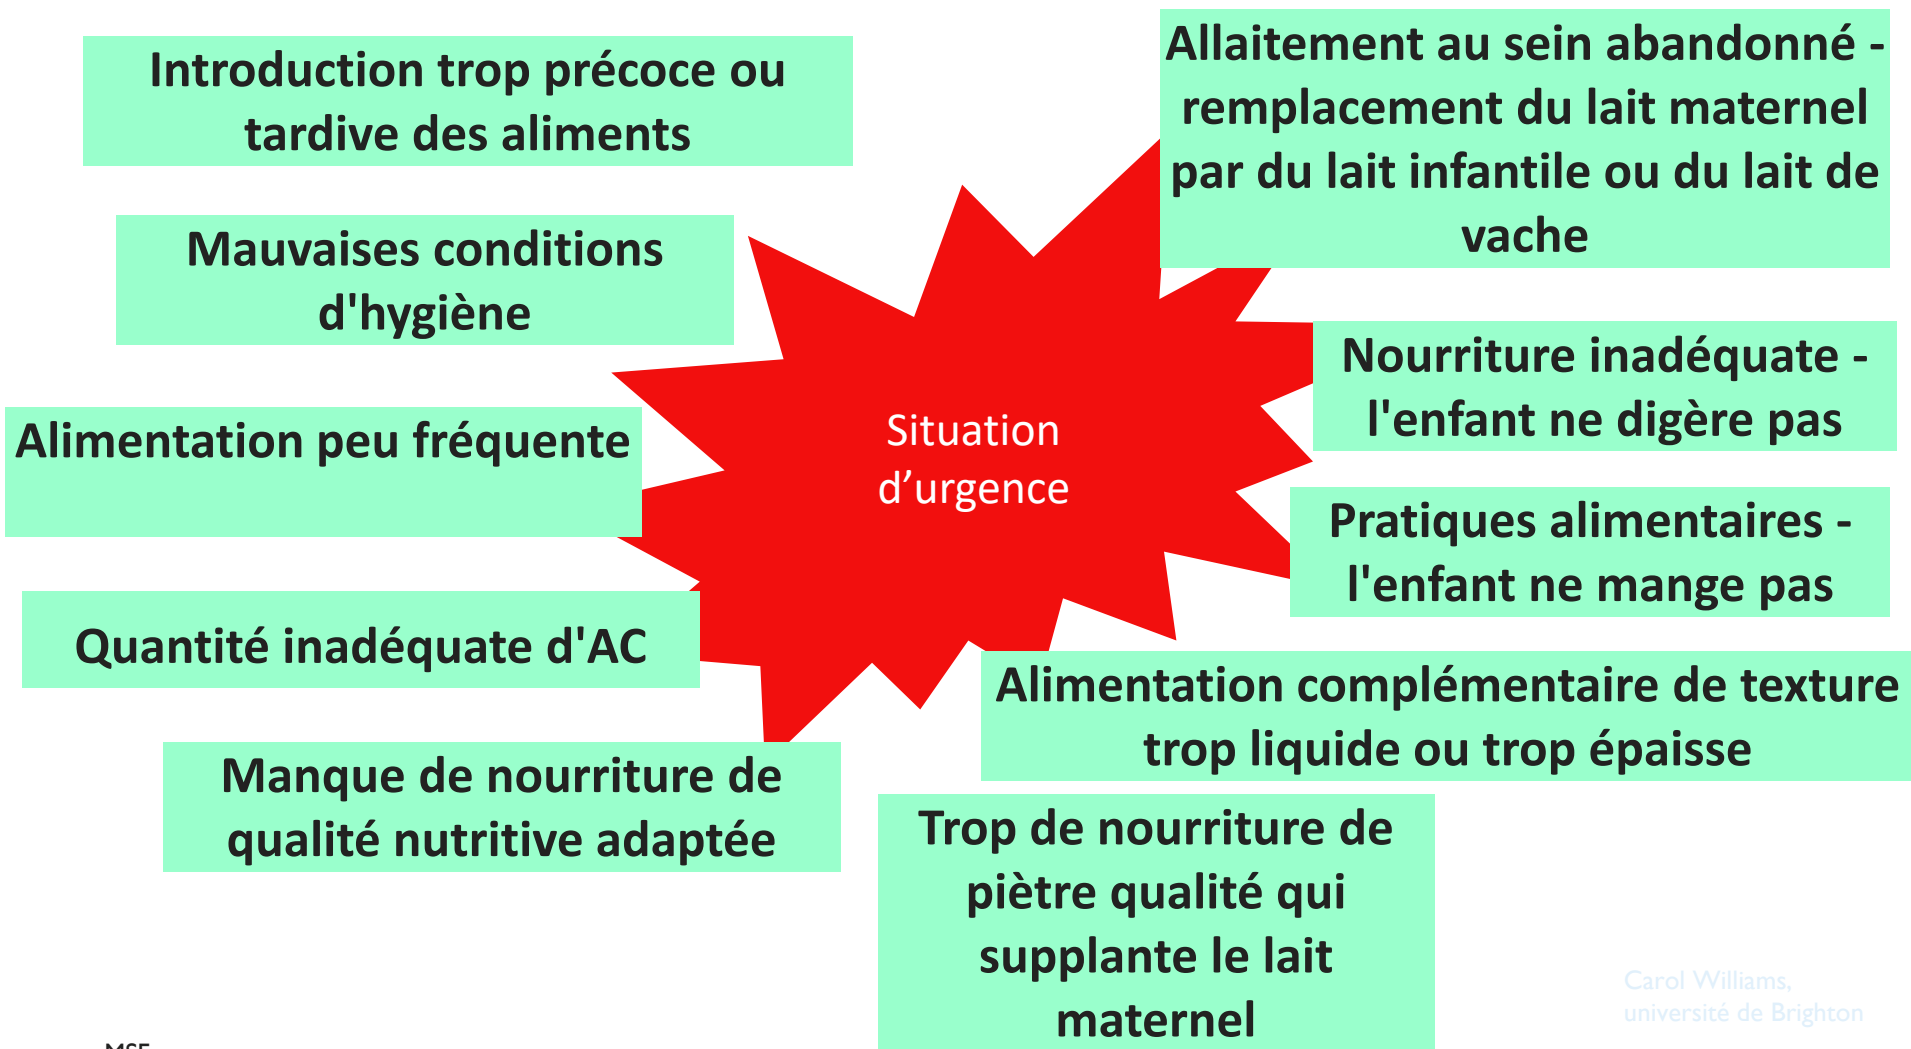 Introduction trop précoce ou
tardive des aliments
Mauvaises conditions
d'hygiène
Alimentation peu fréquente
Quantité inadéquate d'AC
Manque de nourriture de
qualité nutritive adaptée
Situation
d’urgence
Allaitement au sein abandonné -
remplacement du lait maternel
par du lait infantile ou du lait de
vache
Nourriture inadéquate -
l'enfant ne digère pas
Pratiques alimentaires -
l'enfant ne mange pas
Alimentation complémentaire de texture
trop liquide ou trop épaisse
Trop de nourriture de
piètre qualité qui
supplante le lait
maternel
Carol Williams,
université de Brighton
MSF